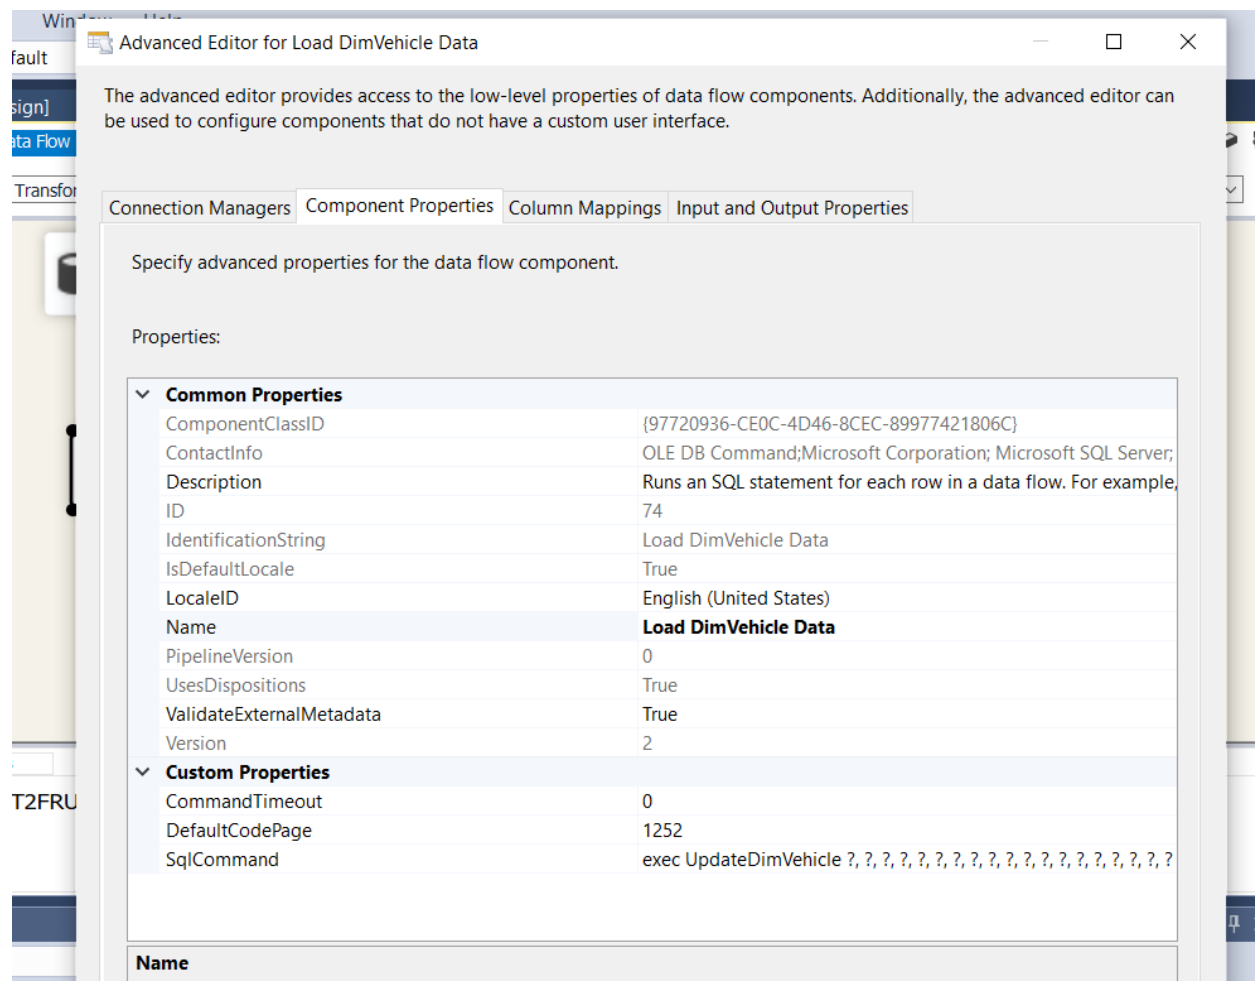 Window Help
Advanced Editor for Load DimVehicle Data
fault
The advanced editor provides access to the low-level properties of data flow components. Additionally, the advanced editor can
be used to configure components that do not have a custom user interface.
sign]
ata Flow
Transfor
Connection Managers Component Properties Column Mappings Input and Output Properties
Specify advanced properties for the data flow component.
Properties:
Common Properties
ComponentClassID {97720936-CE0C-4D46-8CEC-89977421806C}
ContactInfo OLE DB Command;Microsoft Corporation; Microsoft SQL Server;
Description Runs an SQL statement for each row in a data flow. For example,
ID 74
IdentificationString Load DimVehicle Data
IsDefaultLocale True
LocaleID English (United States)
Name Load DimVehicle Data
PipelineVersion 0
UsesDispositions True
ValidateExternalMetadata True
Version 2
Custom Properties
CommandTimeout 0
T2FRU
DefaultCodePage 1252
SqlCommand exec UpdateDimVehicle ?, ?, ?, ?, ?, ?, ?, ?, ?, ?, ?, ?, ?, ?, ?, ?, ?, ?, ?
Name